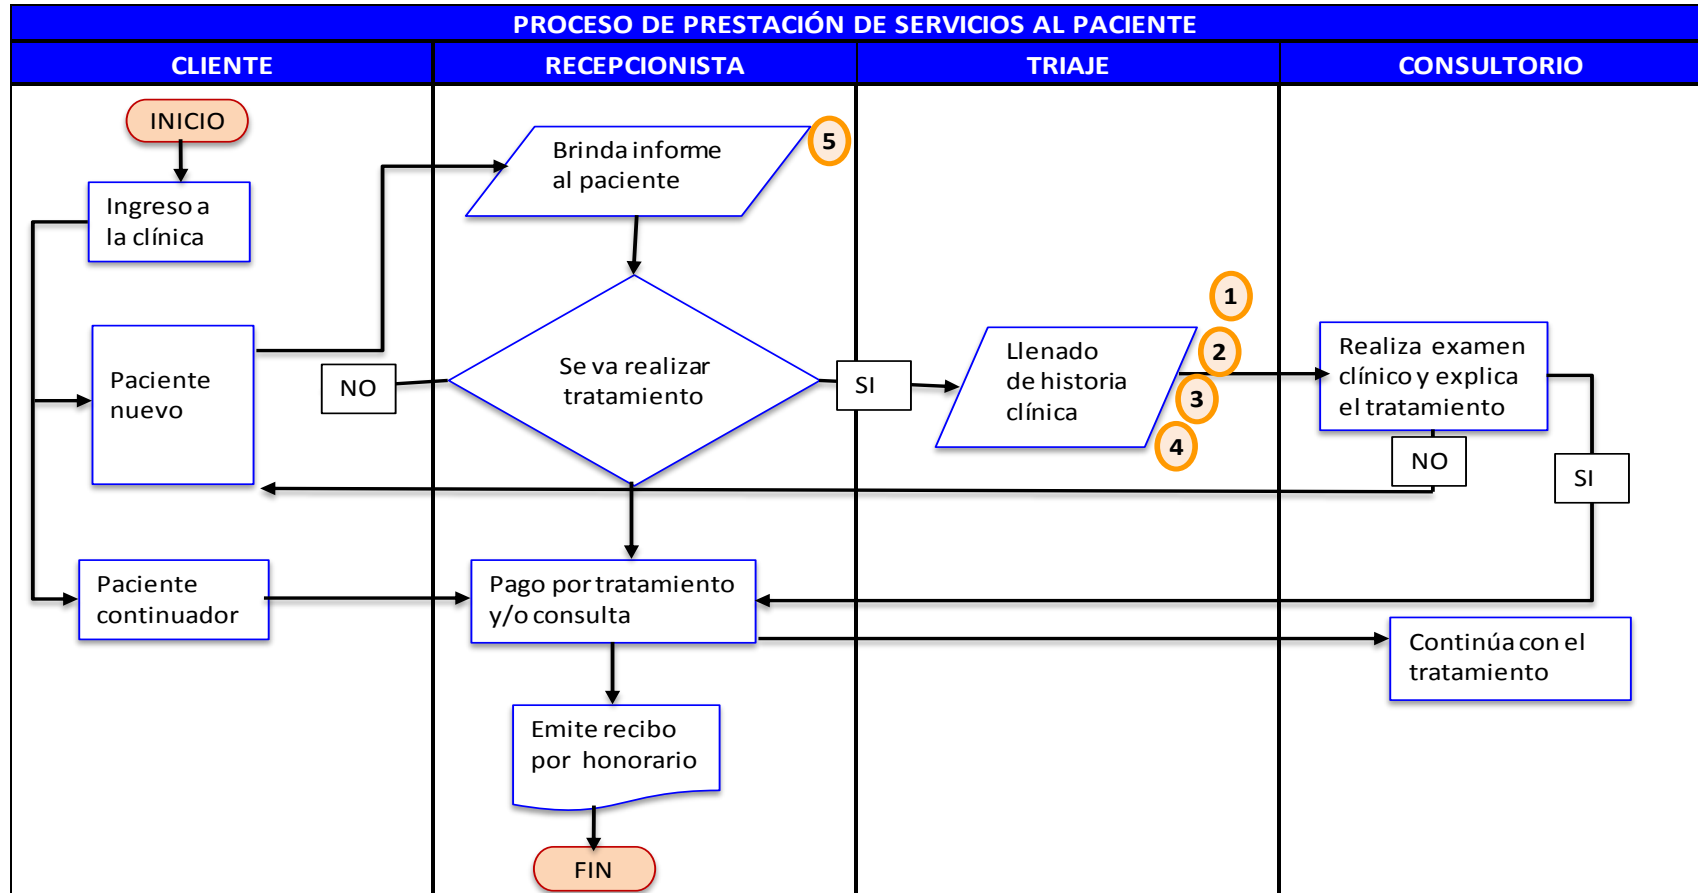 PROCESO DE PRESTACIÓN DE SERVICIOS AL PACIENTE
CLIENTE
RECEPCIONISTA
TRIAJE
CONSULTORIO
INICIO
Ingreso a
la clínica
Brinda informe
al paciente
5
Paciente
nuevo
NO
Se va realizar
tratamiento
SI
Llenado
de historia
clínica
1
2
3
4
Realiza examen
clínico y explica
el tratamiento
NO
SI
Paciente
continuador
Pago por tratamiento
y/o consulta
Continúa con el
tratamiento
Emite recibo
por honorario
FIN